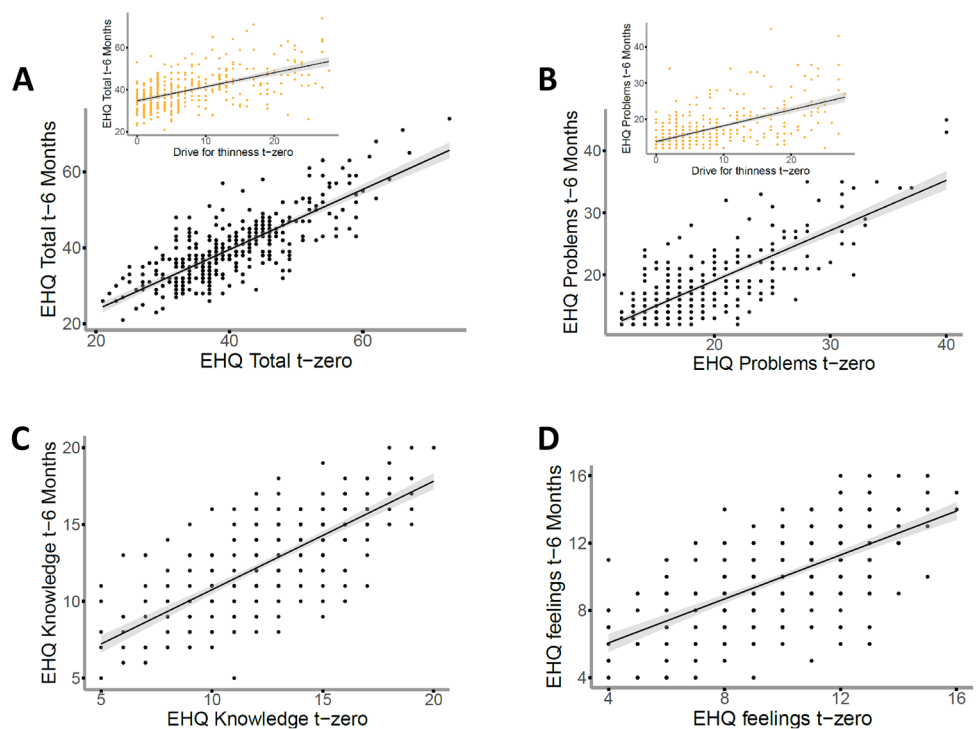 A
EHQ Total t−6 Months
60
40
20
0
10
20
Drive for thinness t−zero
EHQ Total t−6 Months
60
40
20
20
40
60
EHQ Total t−zero
B
EHQ Problems t−6 Months
40
30
20
0
10
20
Drive for thinness t−zero
EHQ Problems t−6 Months
40
30
20
20
30
40
EHQ Problems t−zero
C
EHQ Knowledge t−6 Months
20
15
10
5
5
10
15
20
EHQ Knowledge t−zero
D
EHQ feelings t−6 Months
16
12
8
4
4
8
12
16
EHQ feelings t−zero